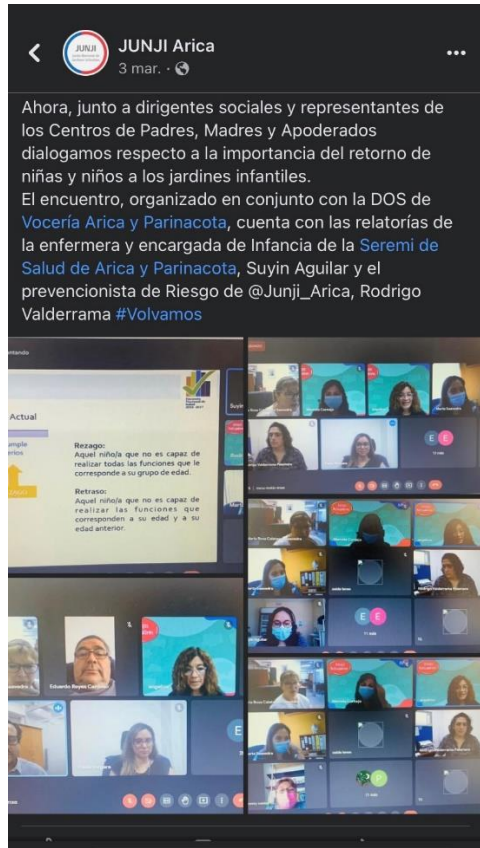 JUNJI
JUNJI Arica
3 mar. ·
Ahora, junto a dirigentes sociales y representantes de
los Centros de Padres, Madres y Apoderados
dialogamos respecto a la importancia del retorno de
niñas y niños a los jardines infantiles.
El encuentro, organizado en conjunto con la DOS de
Vocería Arica y Parinacota, cuenta con las relatorías de
la enfermera y encargada de Infancia de la Seremi de
Salud de Arica y Parinacota, Suyin Aguilar y el
prevencionista de Riesgo de @Junji_Arica, Rodrigo
Valderrama #Volvamos
Actual
Rezago:
Aquel niño/a que no es capaz de
realizar todas las funciones que le
corresponde a su grupo de edad.
Retraso:
Aquel niño/a que no es capaz de
realizar las funciones que
corresponden a su edad y a su
edad anterior.
E E
E E
Eduardo Reyes
E
P